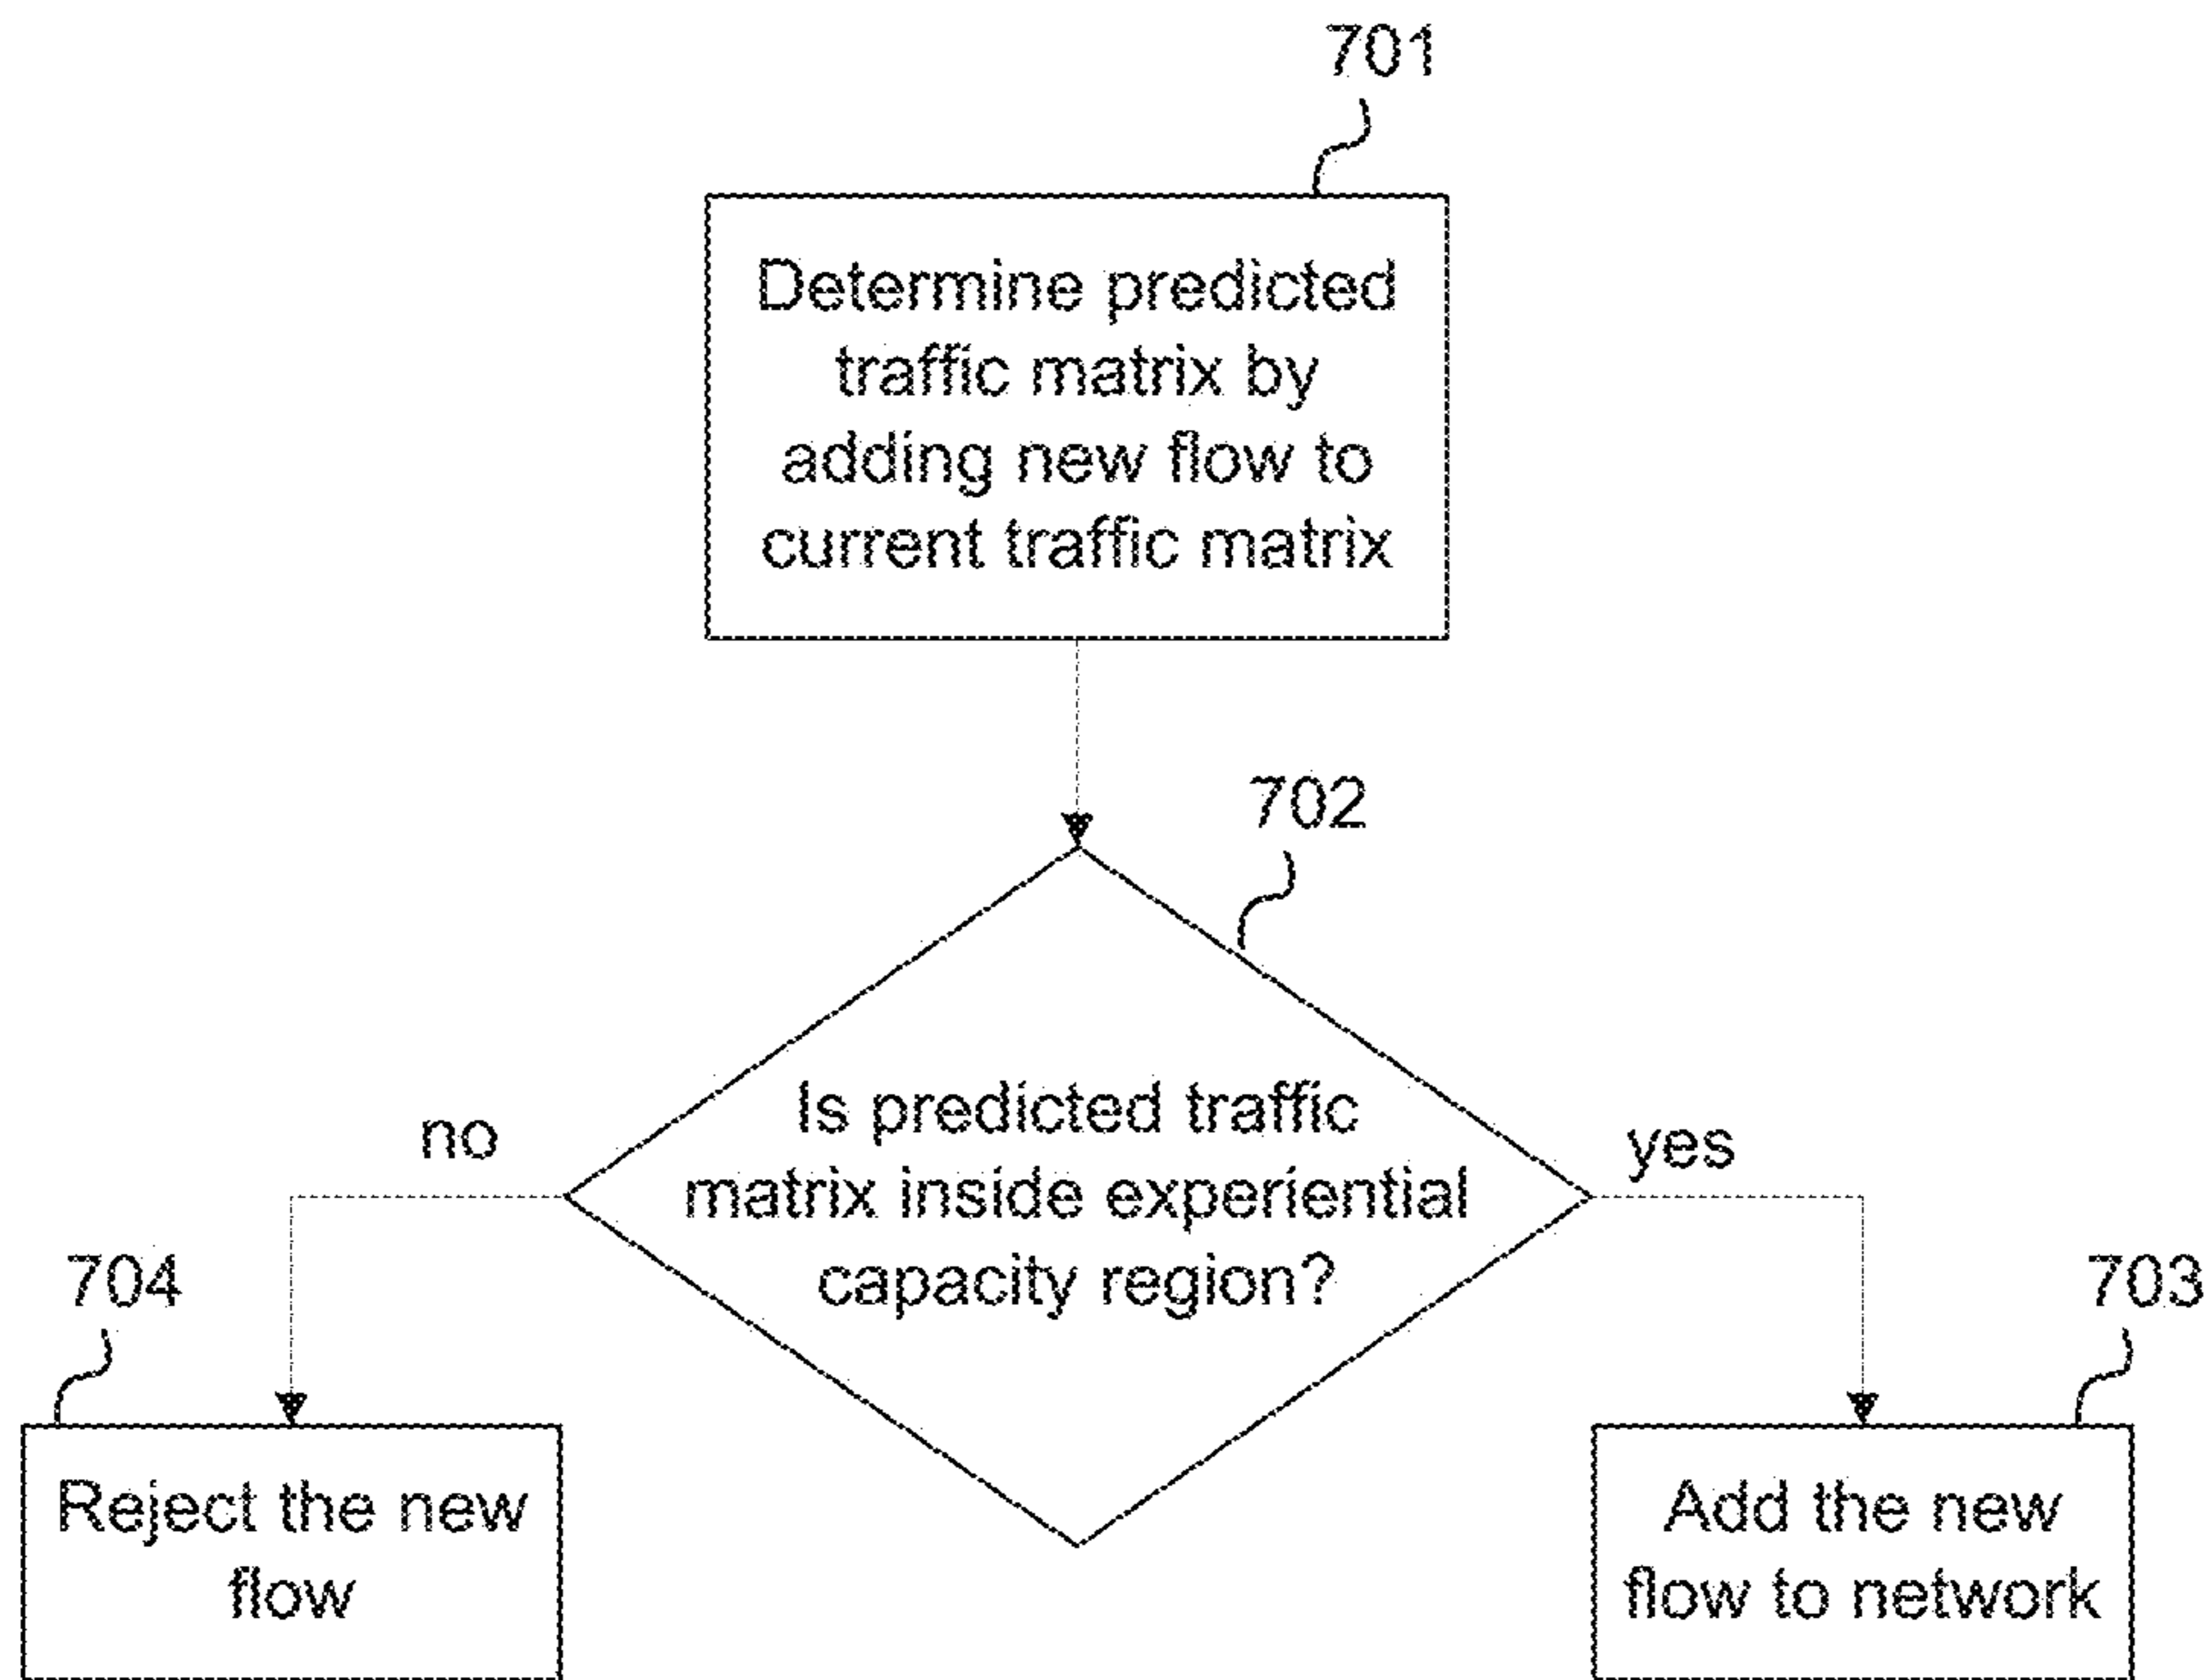 701
Determine predicted
traffic matrix by
adding new flow to
current traffic matrix
702
Is predicted traffic
matrix inside experiential
capacity region?
no
yes
704
703
Reject the new
flow
Add the new
flow to network